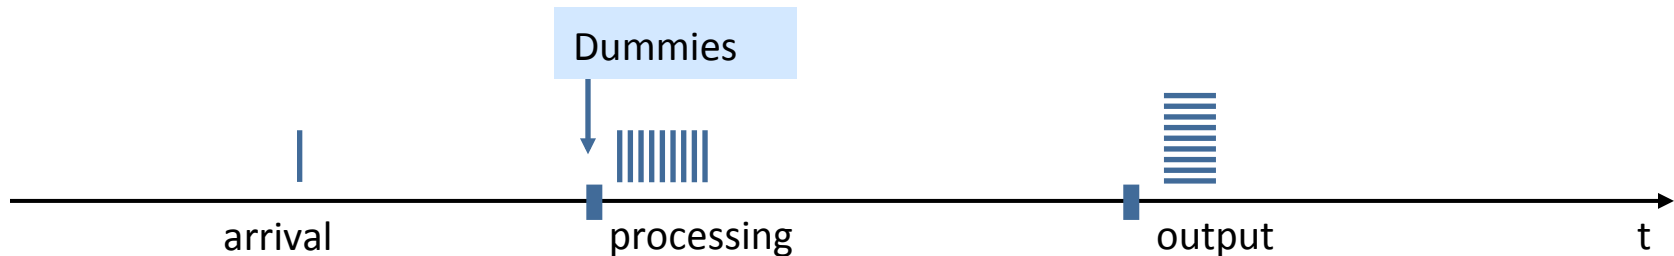 Dummies
arrival
processing
output
t